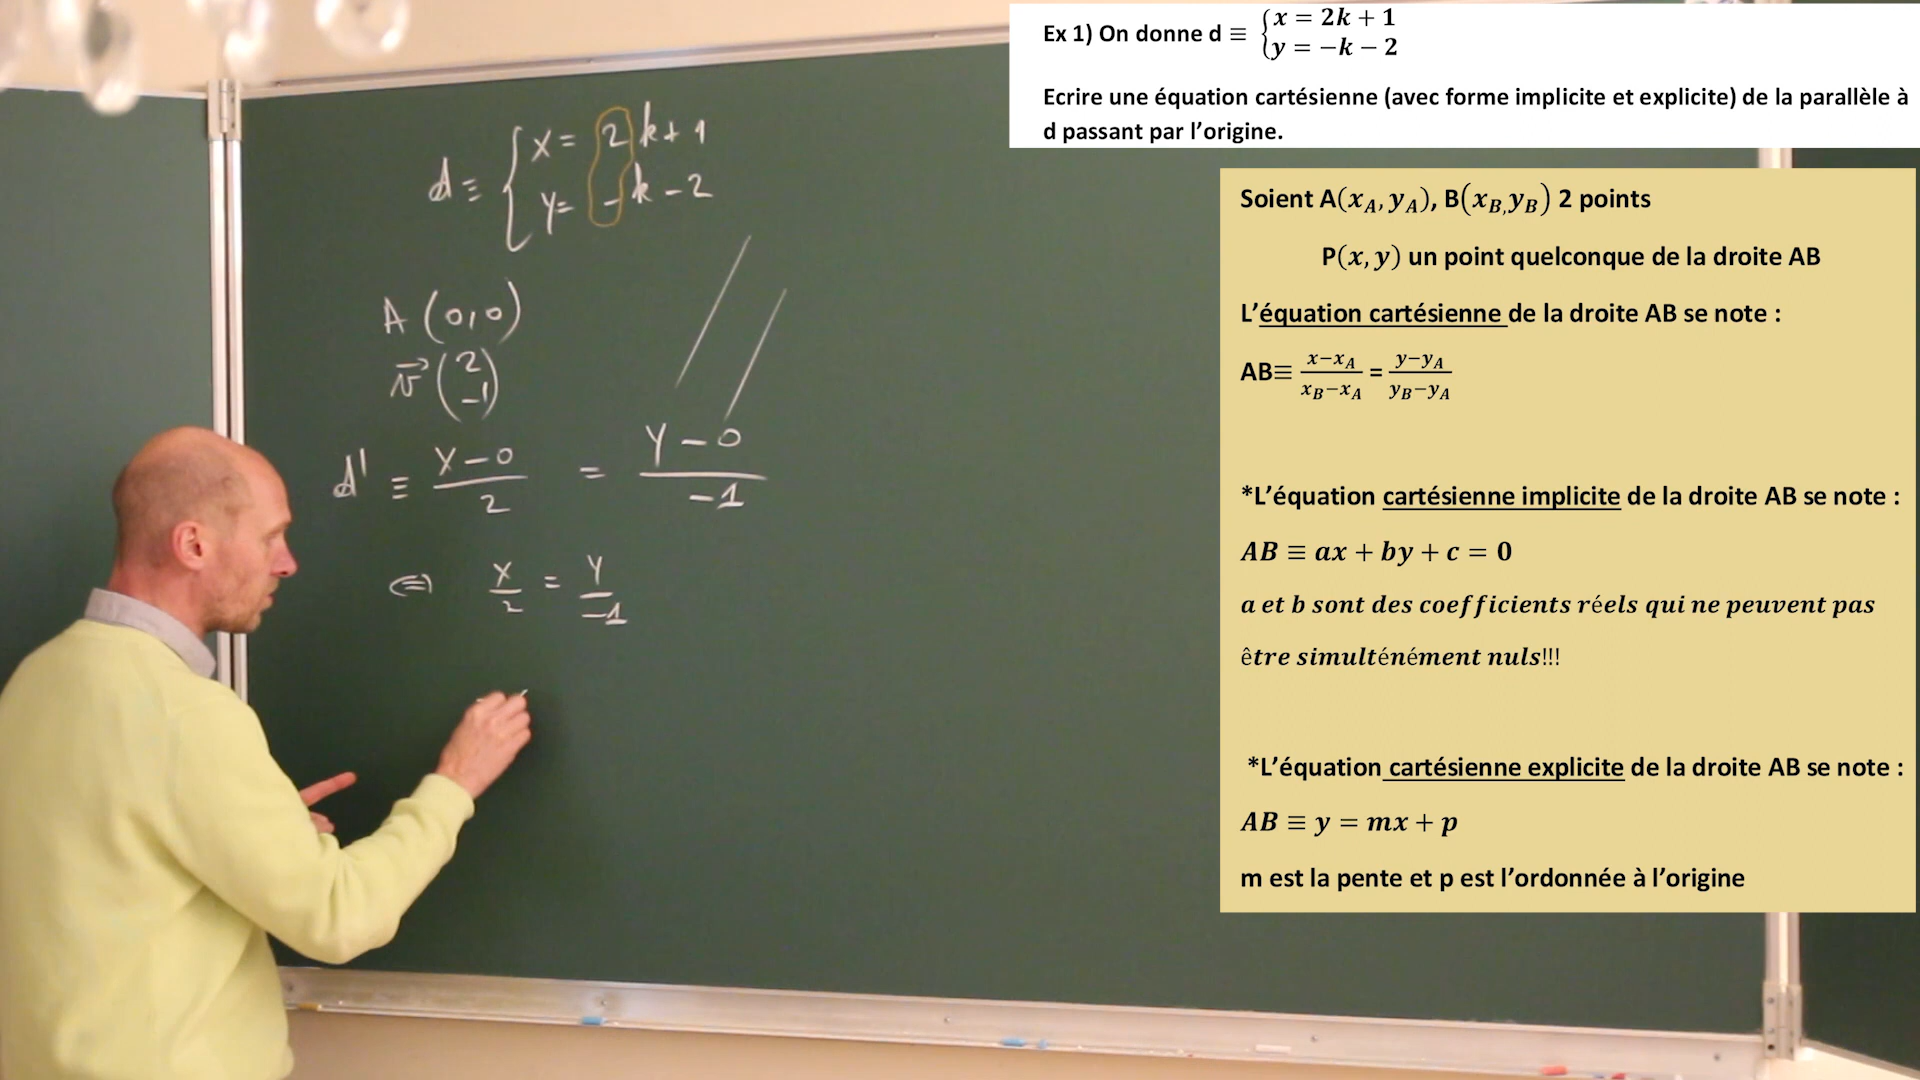 Ex 1) On donne d ≡ {x = 2k + 1
{y = −k − 2
Ecrire une équation cartésienne (avec forme implicite et explicite) de la parallèle à
d passant par l’origine.
d ≡ { x = 2k + 1
{ y = -k - 2
A (0,0)
v⃗ (2
-1)
d' ≡ (x - 0)/2 = (y - 0)/-1
⇔ x/2 = y/-1
Soient A(x_A, y_A), B(x_B, y_B) 2 points
P(x, y) un point quelconque de la droite AB
L’équation cartésienne de la droite AB se note :
AB≡ (x−x_A)/(x_B−x_A) = (y−y_A)/(y_B−y_A)
*L’équation cartésienne implicite de la droite AB se note :
AB ≡ ax + by + c = 0
a et b sont des coefficients réels qui ne peuvent pas
être simulténément nuls!!!
*L’équation cartésienne explicite de la droite AB se note :
AB ≡ y = mx + p
m est la pente et p est l’ordonnée à l’origine